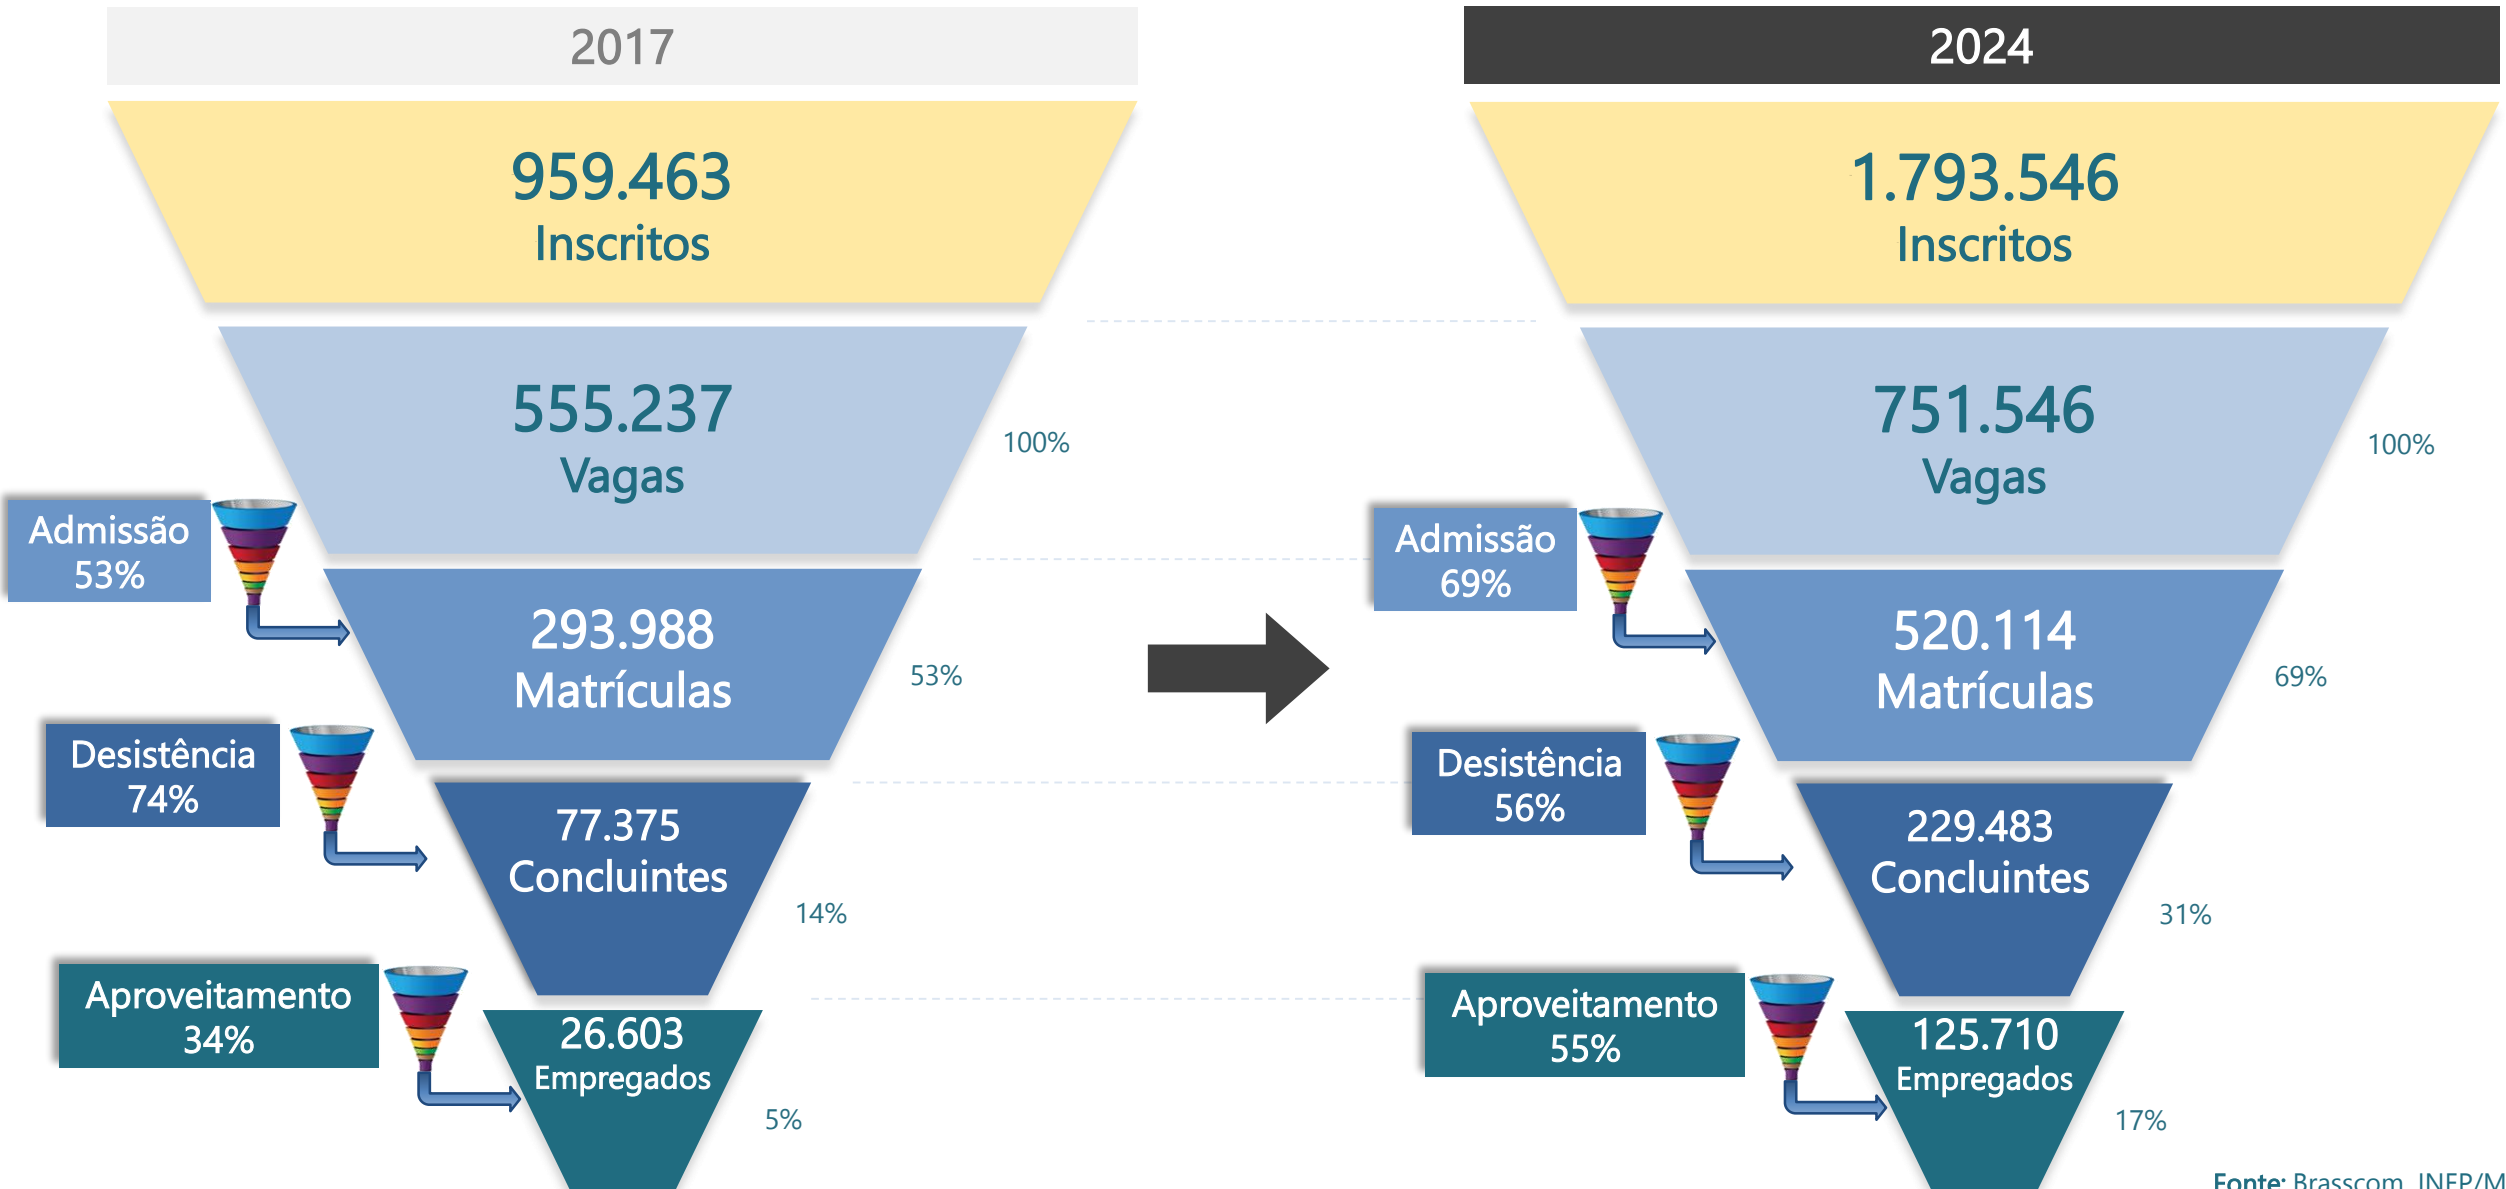 2017
959.463
Inscritos
555.237
Vagas
100%
Admissão
53%
293.988
Matrículas
53%
Desistência
74%
77.375
Concluintes
14%
Aproveitamento
34%
26.603
Empregados
5%
2024
1.793.546
Inscritos
751.546
Vagas
100%
Admissão
69%
520.114
Matrículas
69%
Desistência
56%
229.483
Concluintes
31%
Aproveitamento
55%
125.710
Empregados
17%
Fonte: Brasscom, INEP/M